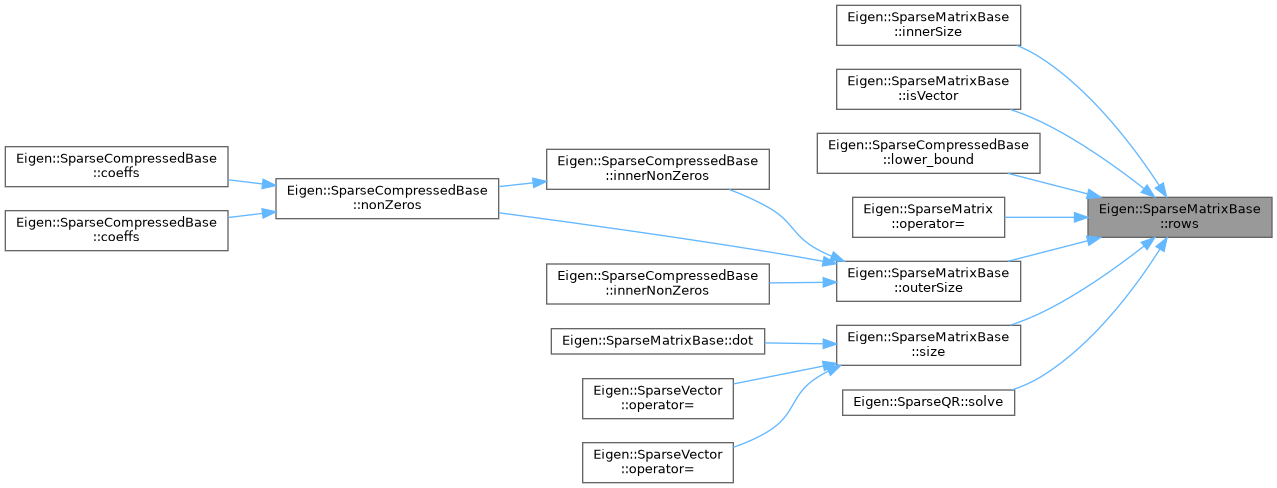 Eigen::SparseMatrixBase
::innerSize
Eigen::SparseMatrixBase
::isVector
Eigen::SparseCompressedBase
::lower_bound
Eigen::SparseCompressedBase
::coeffs
Eigen::SparseCompressedBase
::innerNonZeros
Eigen::SparseCompressedBase
::nonZeros
Eigen::SparseMatrix
::operator=
Eigen::SparseMatrixBase
::rows
Eigen::SparseCompressedBase
::coeffs
Eigen::SparseCompressedBase
::innerNonZeros
Eigen::SparseMatrixBase
::outerSize
Eigen::SparseMatrixBase::dot
Eigen::SparseMatrixBase
::size
Eigen::SparseVector
::operator=
Eigen::SparseQR::solve
Eigen::SparseVector
::operator=